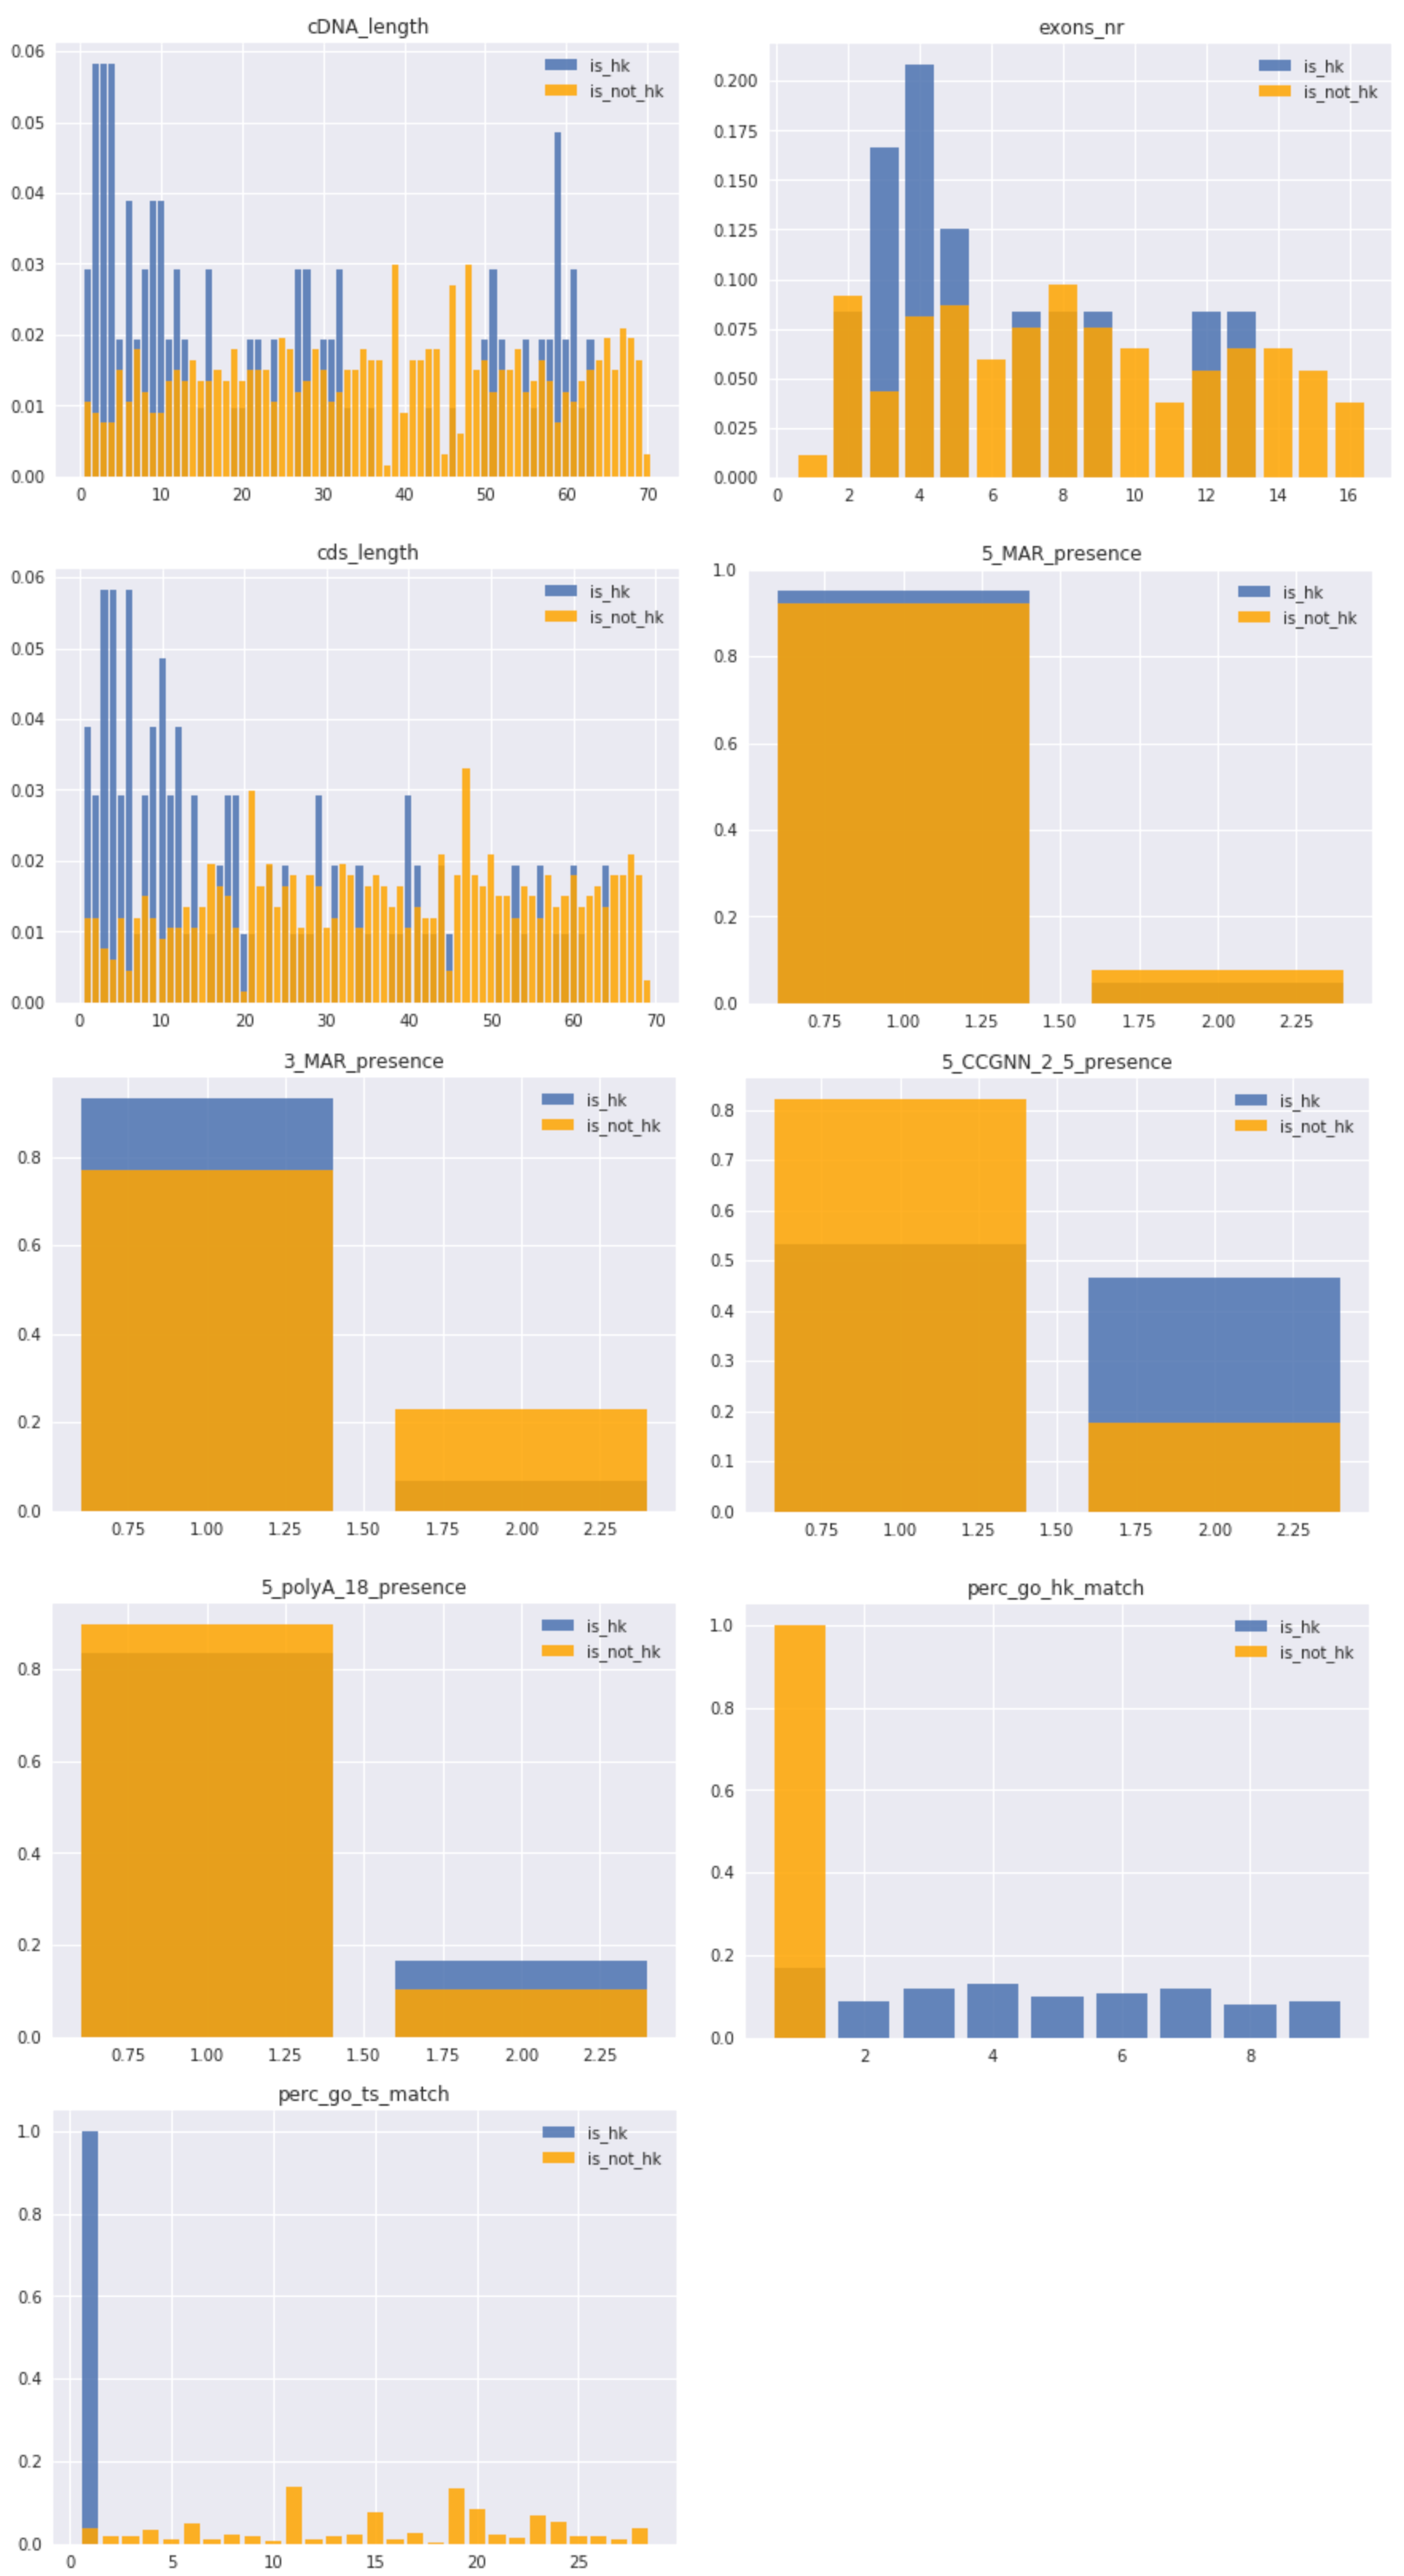 cDNA_length
0.06
0.05
0.04
0.03
0.02
0.01
0.00
is_hk
is_not_hk
0 10 20 30 40 50 60 70
exons_nr
0.200
0.175
0.150
0.125
0.100
0.075
0.050
0.025
0.000
is_hk
is_not_hk
0 2 4 6 8 10 12 14 16
cds_length
0.06
0.05
0.04
0.03
0.02
0.01
0.00
is_hk
is_not_hk
0 10 20 30 40 50 60 70
5_MAR_presence
1.0
0.8
0.6
0.4
0.2
0.0
is_hk
is_not_hk
0.75 1.00 1.25 1.50 1.75 2.00 2.25
3_MAR_presence
0.8
0.6
0.4
0.2
0.0
is_hk
is_not_hk
0.75 1.00 1.25 1.50 1.75 2.00 2.25
5_CCGNN_2_5_presence
0.8
0.7
0.6
0.5
0.4
0.3
0.2
0.1
0.0
is_hk
is_not_hk
0.75 1.00 1.25 1.50 1.75 2.00 2.25
5_polyA_18_presence
0.8
0.6
0.4
0.2
0.0
is_hk
is_not_hk
0.75 1.00 1.25 1.50 1.75 2.00 2.25
perc_go_hk_match
1.0
0.8
0.6
0.4
0.2
0.0
is_hk
is_not_hk
2 4 6 8
perc_go_ts_match
1.0
0.8
0.6
0.4
0.2
0.0
is_hk
is_not_hk
0 5 10 15 20 25